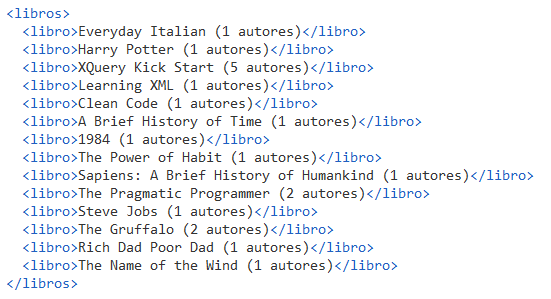 <libros>
  <libro>Everyday Italian (1 autores)</libro>
  <libro>Harry Potter (1 autores)</libro>
  <libro>XQuery Kick Start (5 autores)</libro>
  <libro>Learning XML (1 autores)</libro>
  <libro>Clean Code (1 autores)</libro>
  <libro>A Brief History of Time (1 autores)</libro>
  <libro>1984 (1 autores)</libro>
  <libro>The Power of Habit (1 autores)</libro>
  <libro>Sapiens: A Brief History of Humankind (1 autores)</libro>
  <libro>The Pragmatic Programmer (2 autores)</libro>
  <libro>Steve Jobs (1 autores)</libro>
  <libro>The Gruffalo (2 autores)</libro>
  <libro>Rich Dad Poor Dad (1 autores)</libro>
  <libro>The Name of the Wind (1 autores)</libro>
</libros>